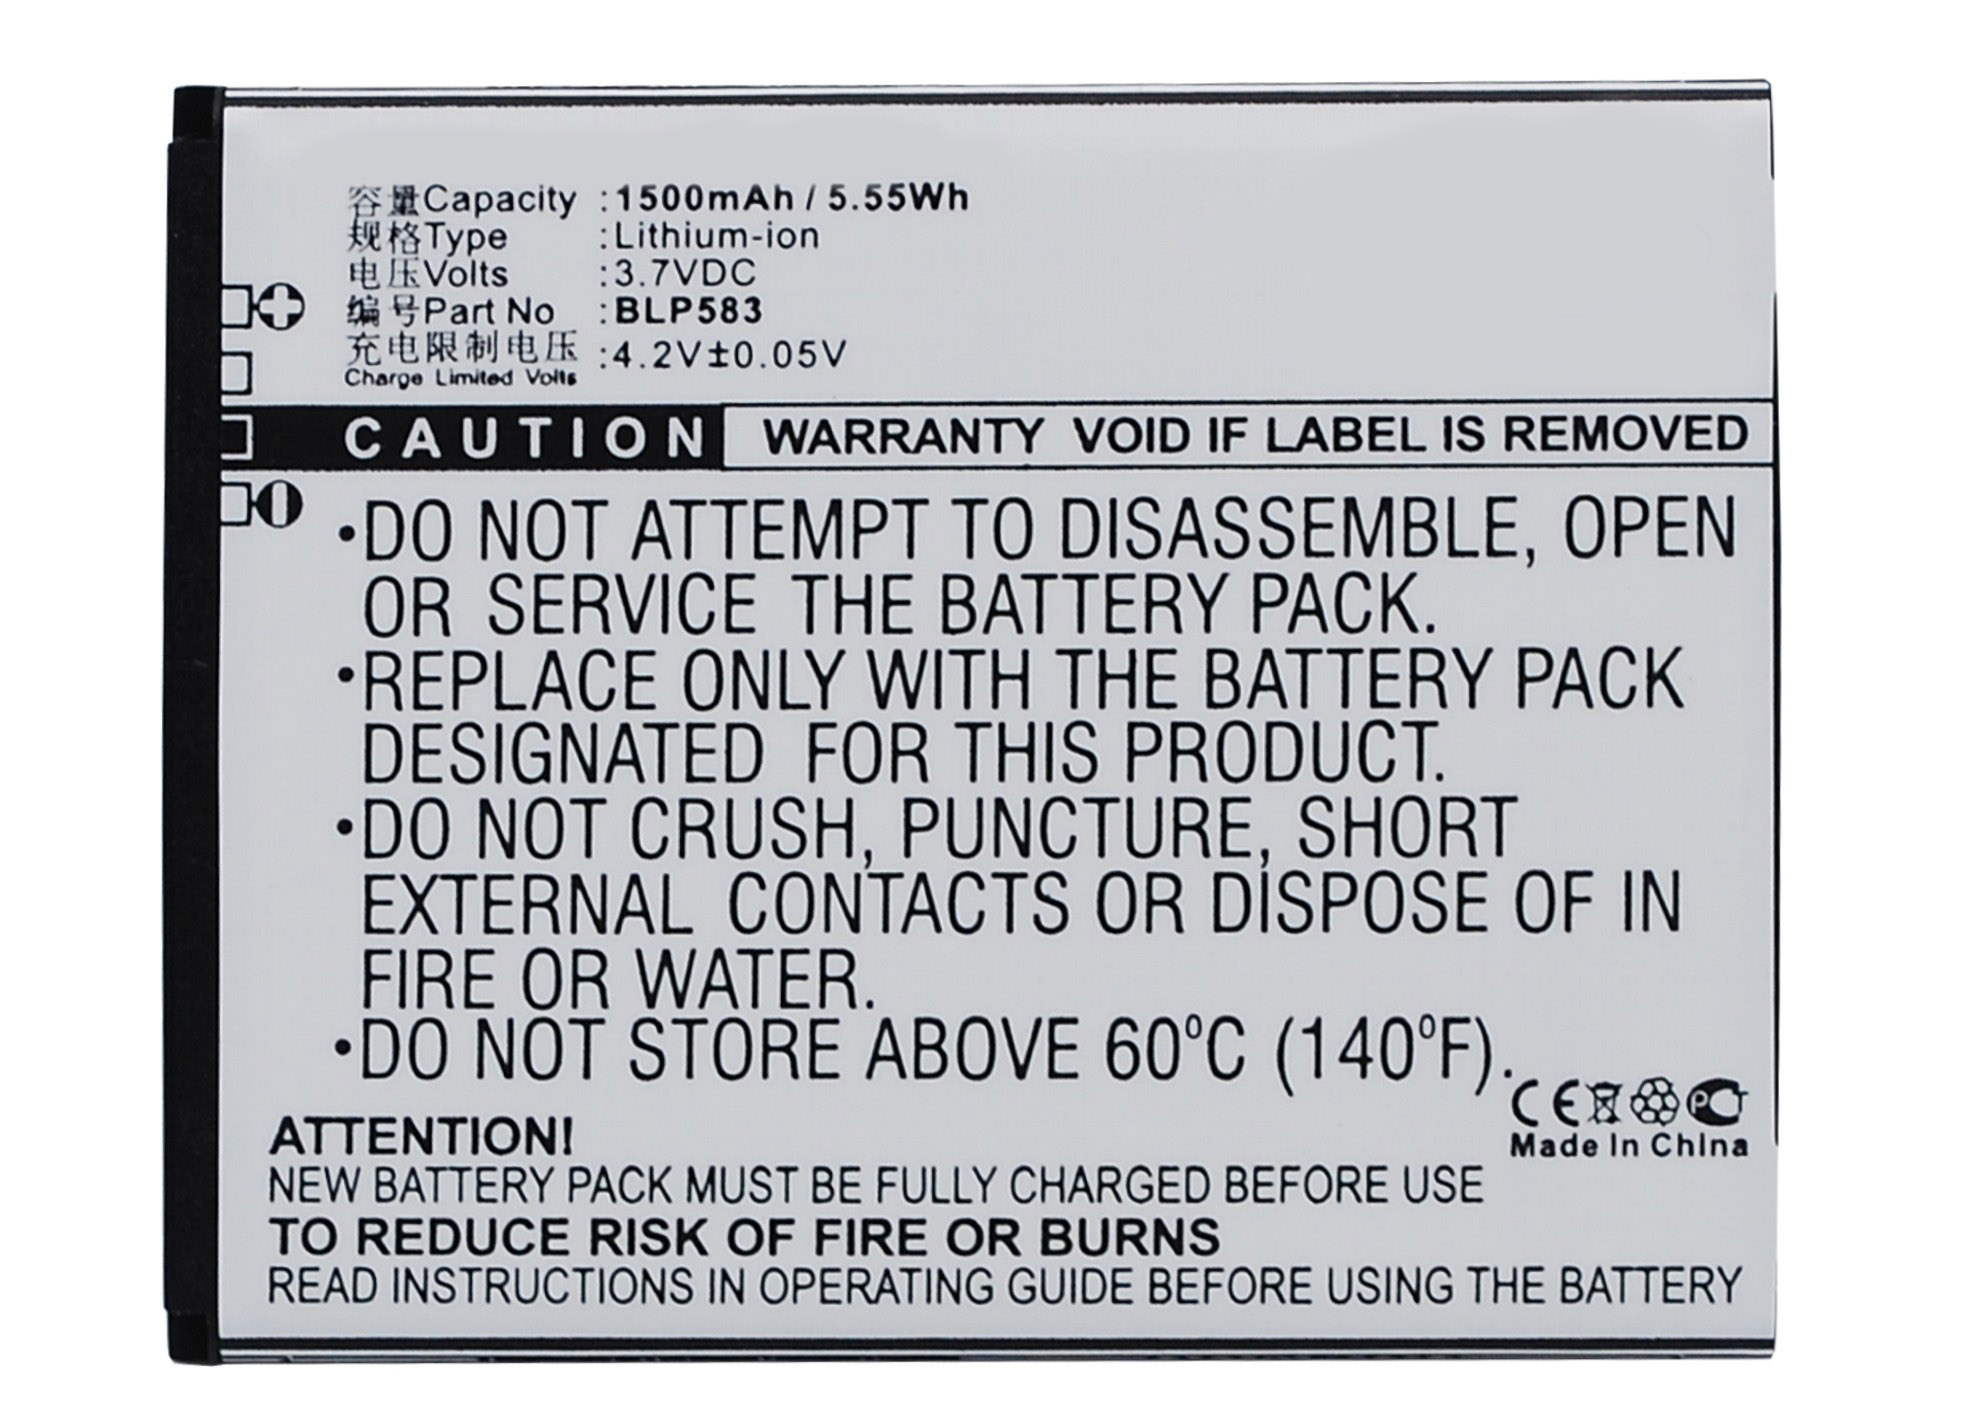 容量Capacity :1500mAh / 5.55Wh
规格Type :Lithium-ion
电压Volts :3.7VDC
编号Part No :BLP583
充电限制电压 :4.2V±0.05V
Charge Limited Volts
CAUTION WARRANTY VOID IF LABEL IS REMOVED
•DO NOT ATTEMPT TO DISASSEMBLE, OPEN
OR SERVICE THE BATTERY PACK.
•REPLACE ONLY WITH THE BATTERY PACK
DESIGNATED FOR THIS PRODUCT.
•DO NOT CRUSH, PUNCTURE, SHORT
EXTERNAL CONTACTS OR DISPOSE OF IN
FIRE OR WATER.
•DO NOT STORE ABOVE 60°C (140°F).
CE PC
Made In China
ATTENTION!
NEW BATTERY PACK MUST BE FULLY CHARGED BEFORE USE
TO REDUCE RISK OF FIRE OR BURNS
READ INSTRUCTIONS IN OPERATING GUIDE BEFORE USING THE BATTERY